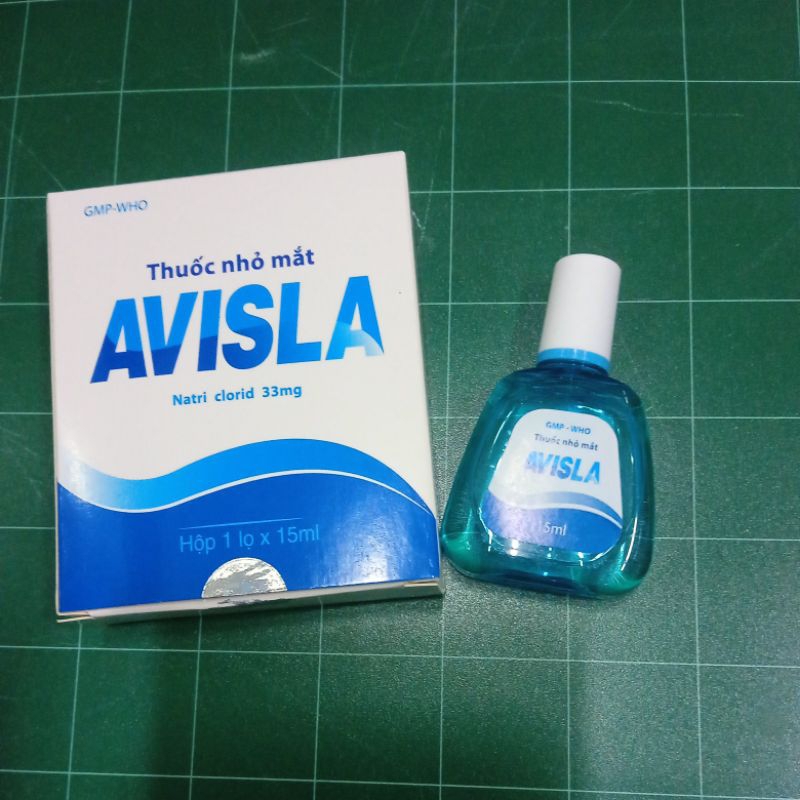 GMP-WHO
Thuốc nhỏ mắt
AVISLA
Natri clorid 33mg
Hộp 1 lọ x 15ml
GMP - WHO
Thuốc nhỏ mắt
AVISLA
15ml